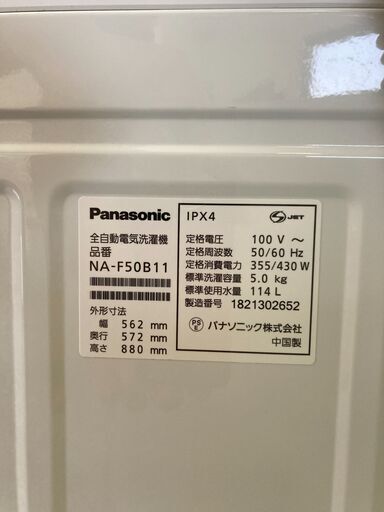 Panasonic
全自動電気洗濯機
品番
NA-F50B11
外形寸法
幅 562 mm
奥行 572 mm
高さ 880 mm
IPX4
S JET
定格電圧 100 V ～
定格周波数 50/60 Hz
定格消費電力 355/430 W
標準洗濯容量 5.0 kg
標準使用水量 114 L
製造番号 1821302652
PS E パナソニック株式会社
中国製